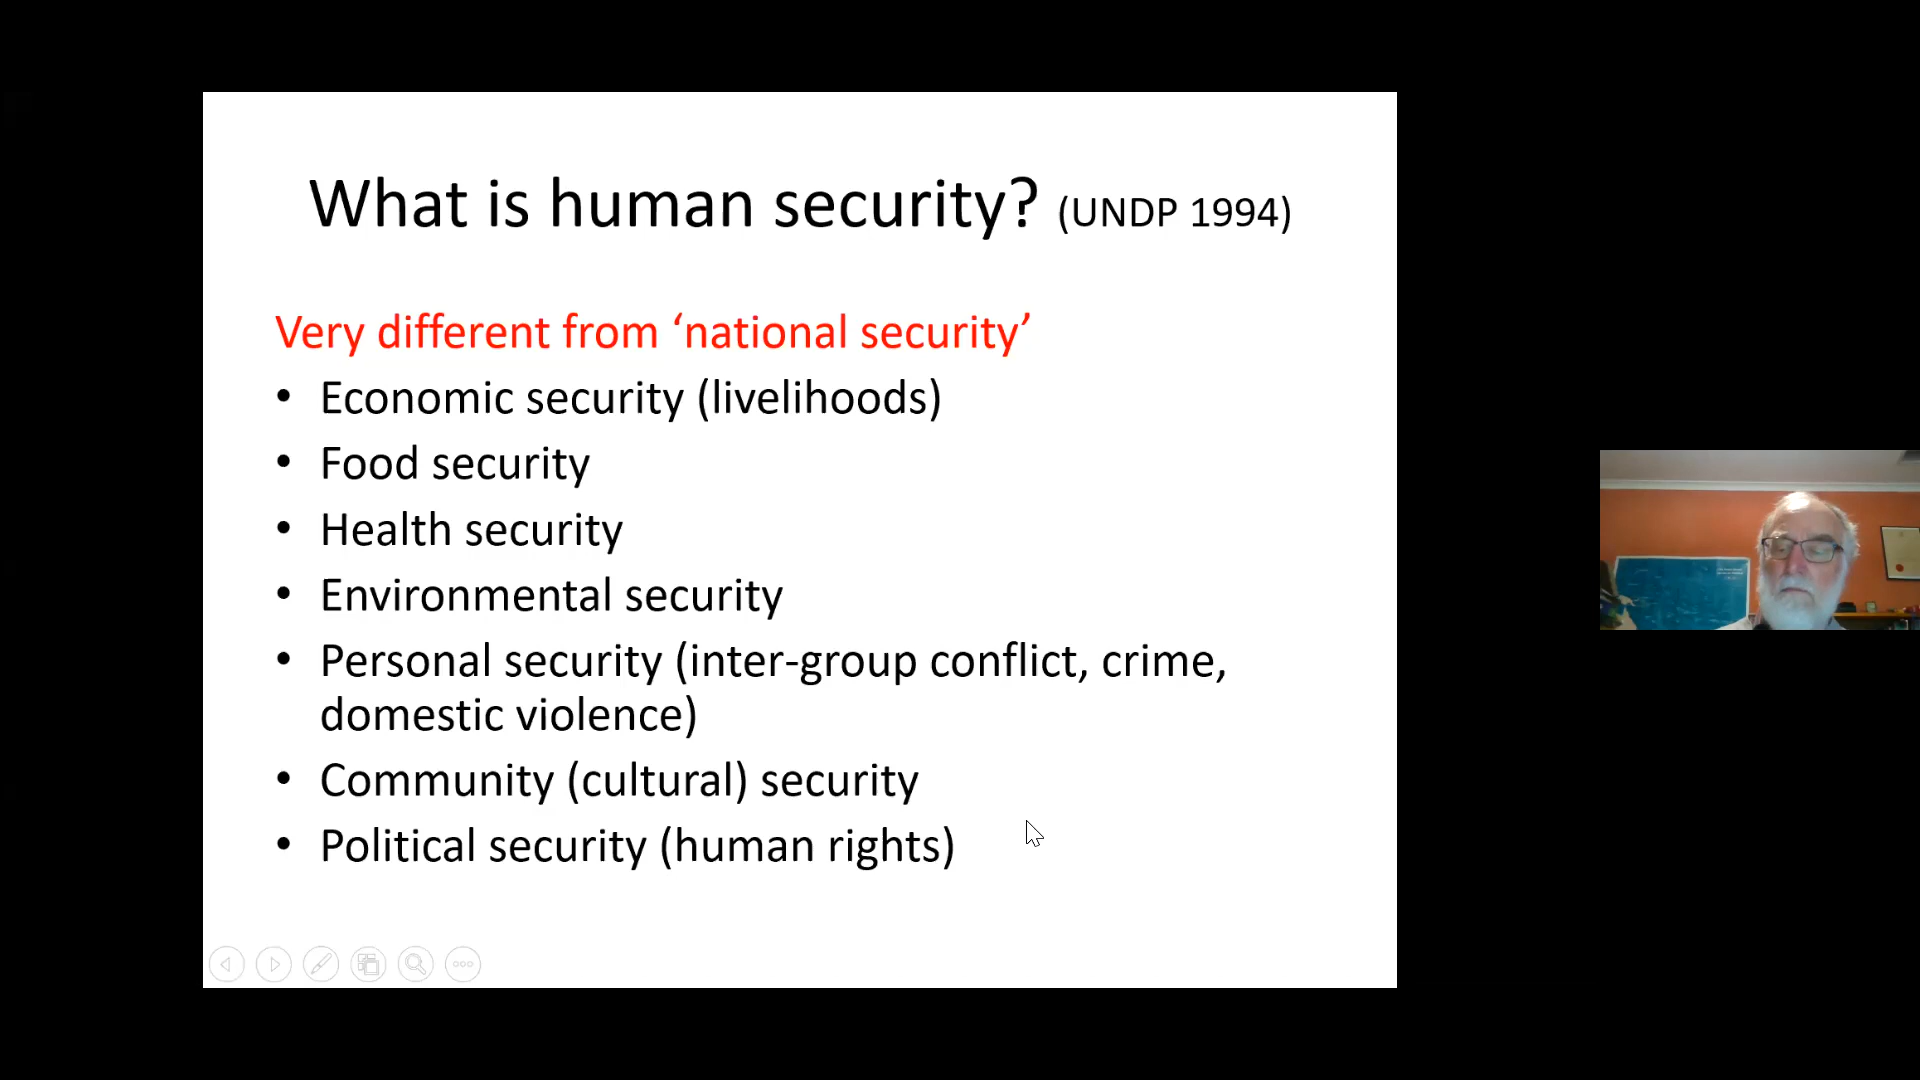 What is human security? (UNDP 1994)
Very different from ‘national security’
• Economic security (livelihoods)
• Food security
• Health security
• Environmental security
• Personal security (inter-group conflict, crime,
domestic violence)
• Community (cultural) security
• Political security (human rights)